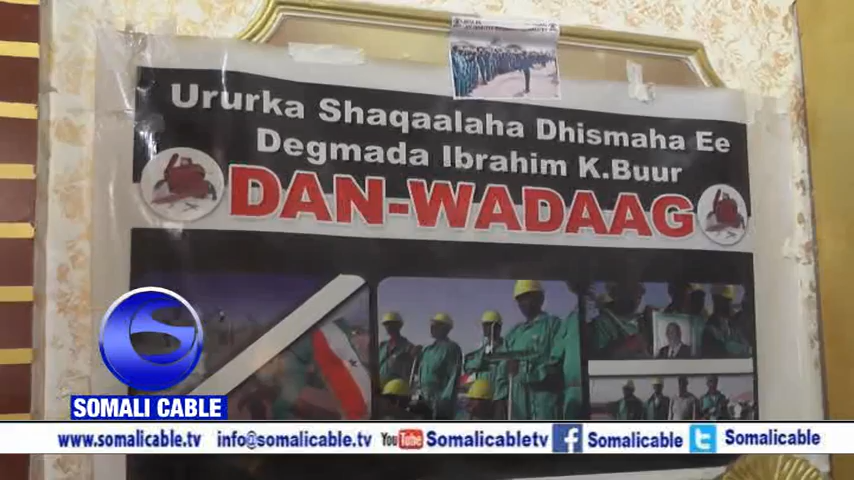 Ururka Shaqaalaha Dhismaha Ee
Degmada Ibrahim K.Buur
DAN-WADAAG
S
SOMALI CABLE
www.somalicable.tv info@somalicable.tv YouTube Somalicabletv f Somalicable t Somalicable